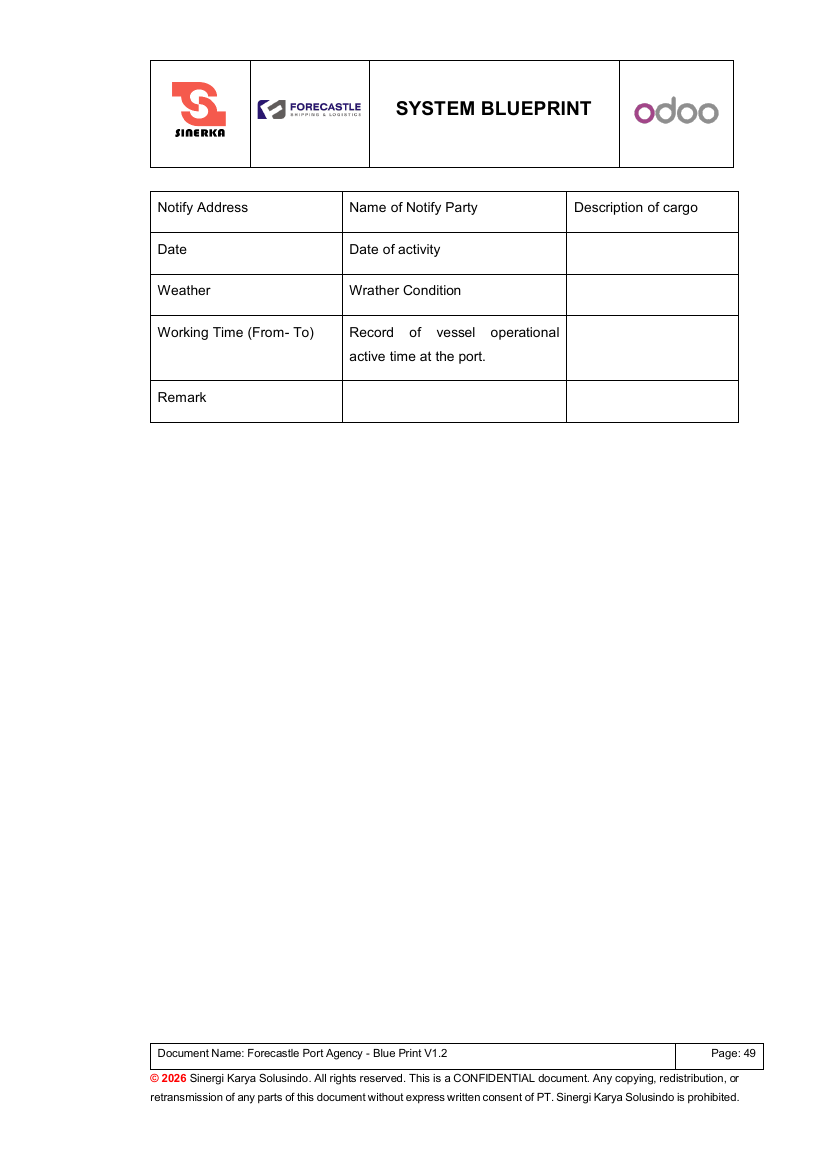 SINERKA
FORECASTLE
SHIPPING & LOGISTICS
SYSTEM BLUEPRINT
odoo
Notify Address
Name of Notify Party
Description of cargo
Date
Date of activity
Weather
Wrather Condition
Working Time (From- To)
Record of vessel operational
active time at the port.
Remark
Document Name: Forecastle Port Agency - Blue Print V1.2
Page: 49
© 2026 Sinergi Karya Solusindo. All rights reserved. This is a CONFIDENTIAL document. Any copying, redistribution, or
retransmission of any parts of this document without express written consent of PT. Sinergi Karya Solusindo is prohibited.